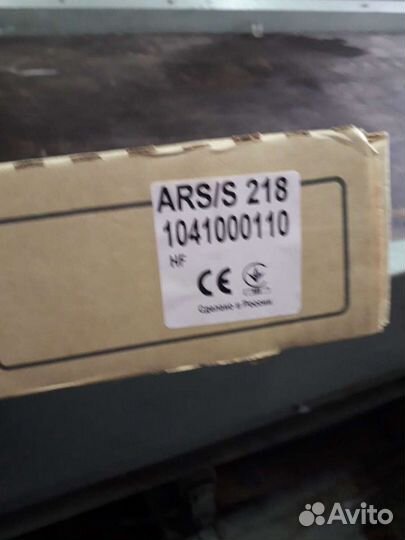 ARS/S 218
1041000110
HF
CE
Сделано в России
Avito